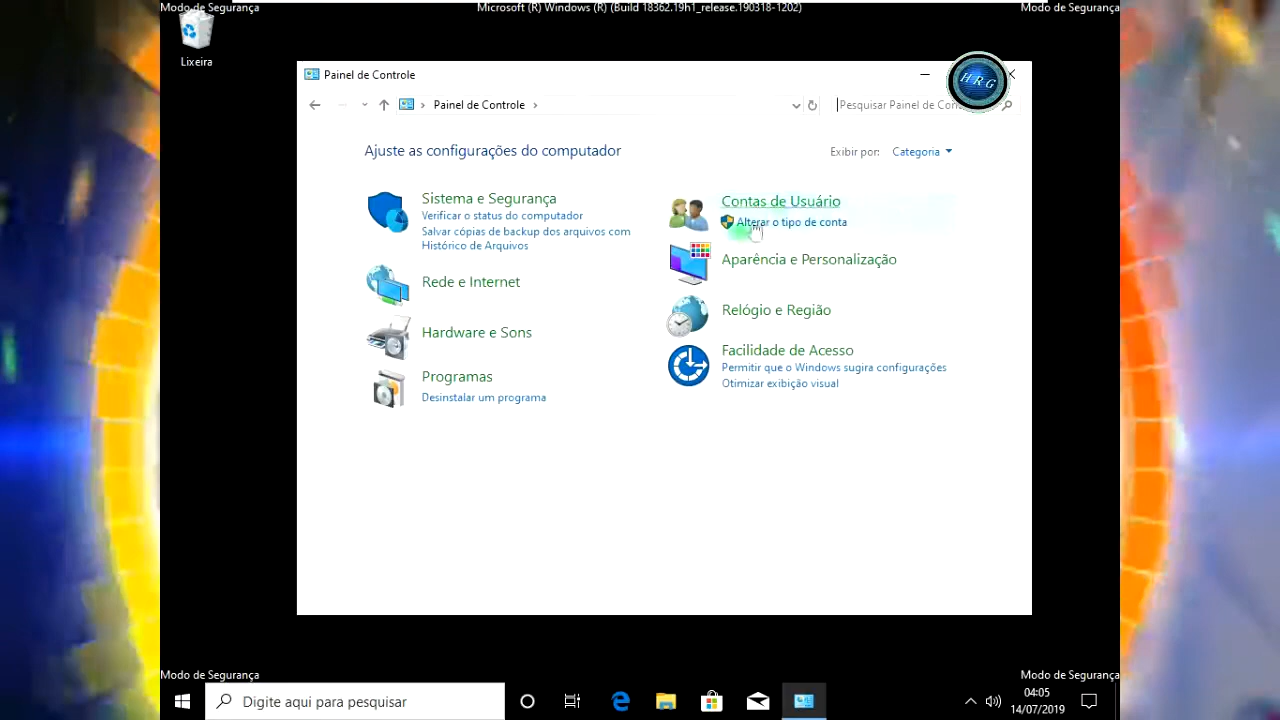 Modo de Segurança
Microsoft (R) Windows (R) (Build 18362.19h1_release.190318-1202)
Modo de Segurança
Lixeira
Painel de Controle
HRG
Painel de Controle
Pesquisar Painel de
Ajuste as configurações do computador
Exibir por:
Categoria
Sistema e Segurança
Verificar o status do computador
Salvar cópias de backup dos arquivos com
Histórico de Arquivos
Rede e Internet
Hardware e Sons
Programas
Desinstalar um programa
Contas de Usuário
Alterar o tipo de conta
Aparência e Personalização
Relógio e Região
Facilidade de Acesso
Permitir que o Windows sugira configurações
Otimizar exibição visual
Modo de Segurança
Modo de Segurança
Digite aqui para pesquisar
04:05
14/07/2019